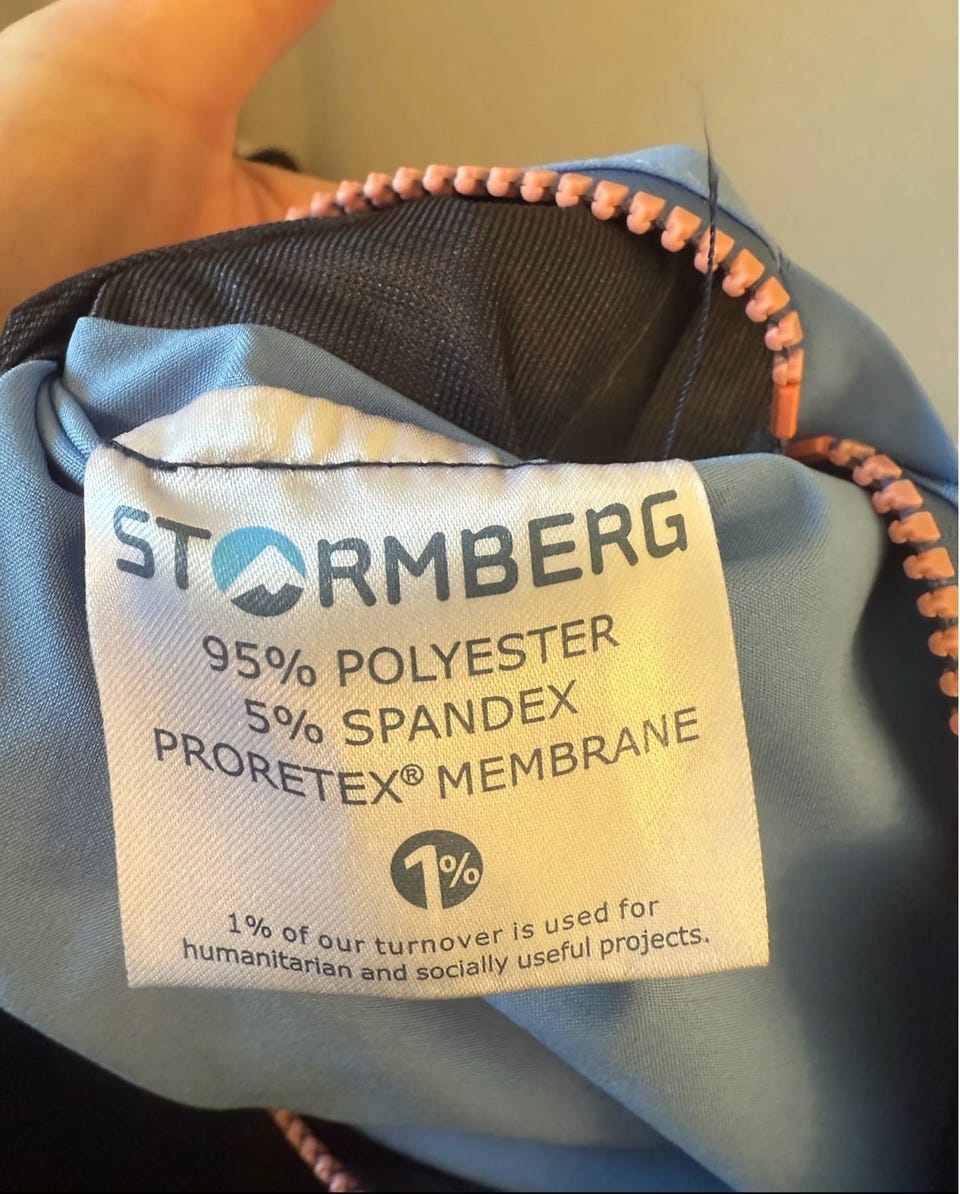 STORMBERG
95% POLYESTER
5% SPANDEX
PRORETEX® MEMBRANE
1%
1% of our turnover is used for
humanitarian and socially useful projects.